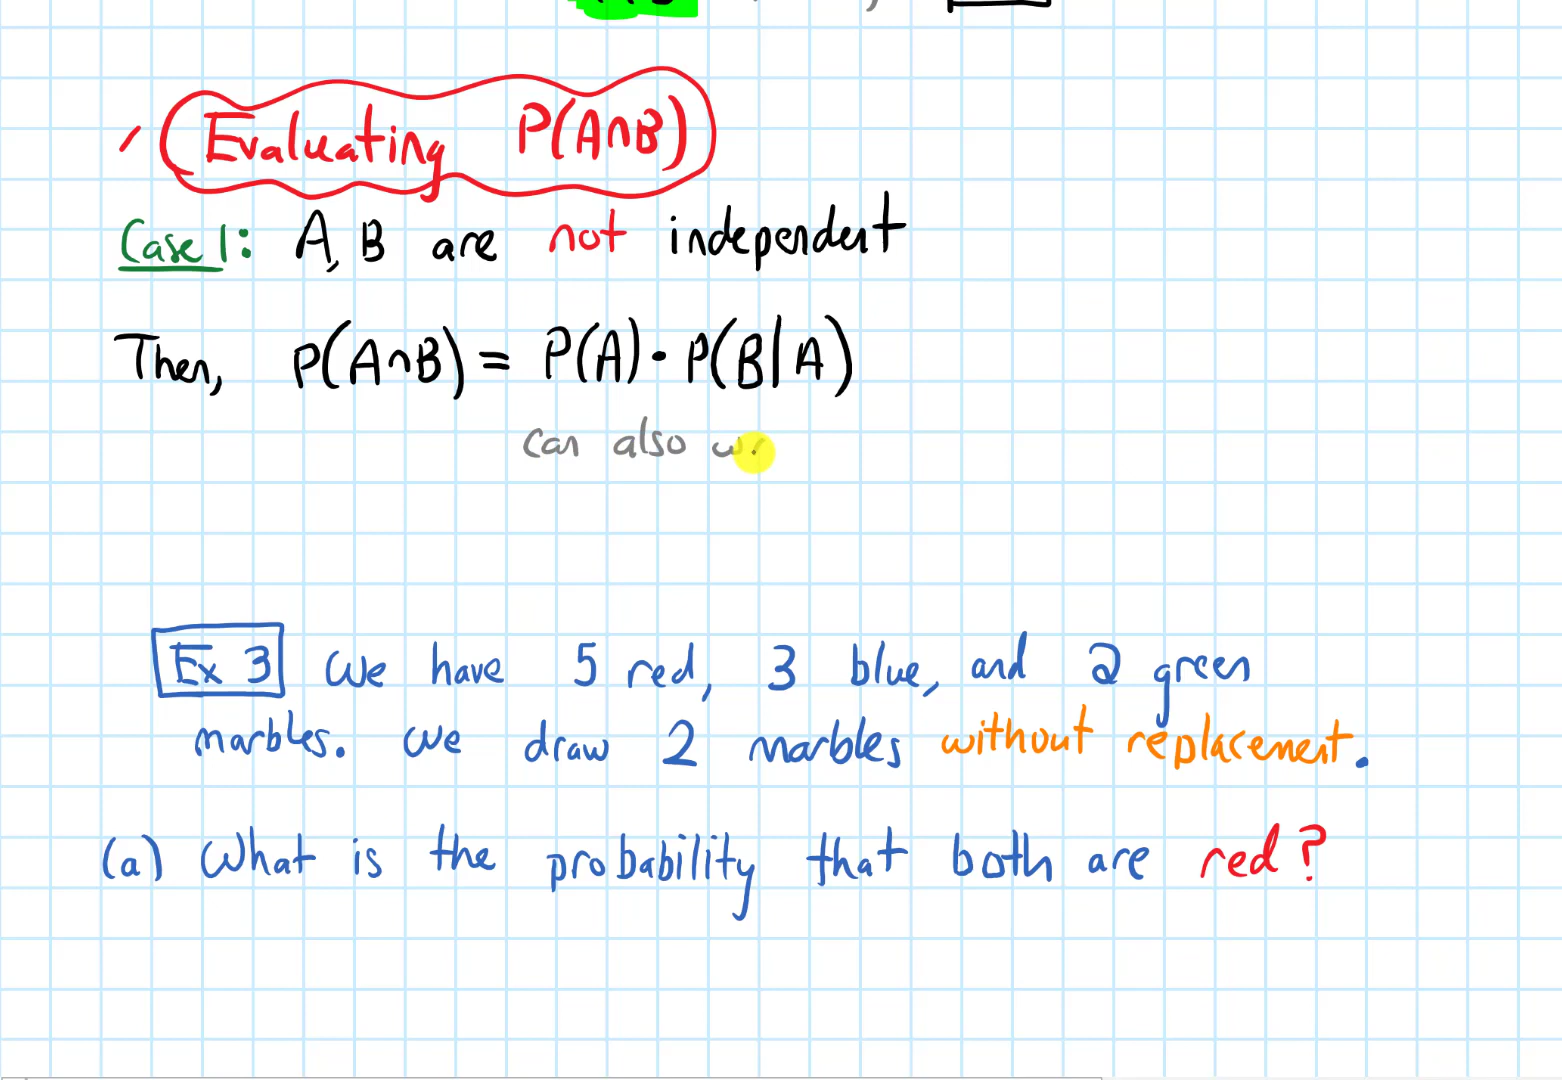 Evaluating P(A∩B)
Case 1: A, B are not independent
Then, P(A∩B) = P(A) · P(B|A)
can also
Ex 3 We have 5 red, 3 blue, and 2 green
marbles. We draw 2 marbles without replacement.
(a) What is the probability that both are red?